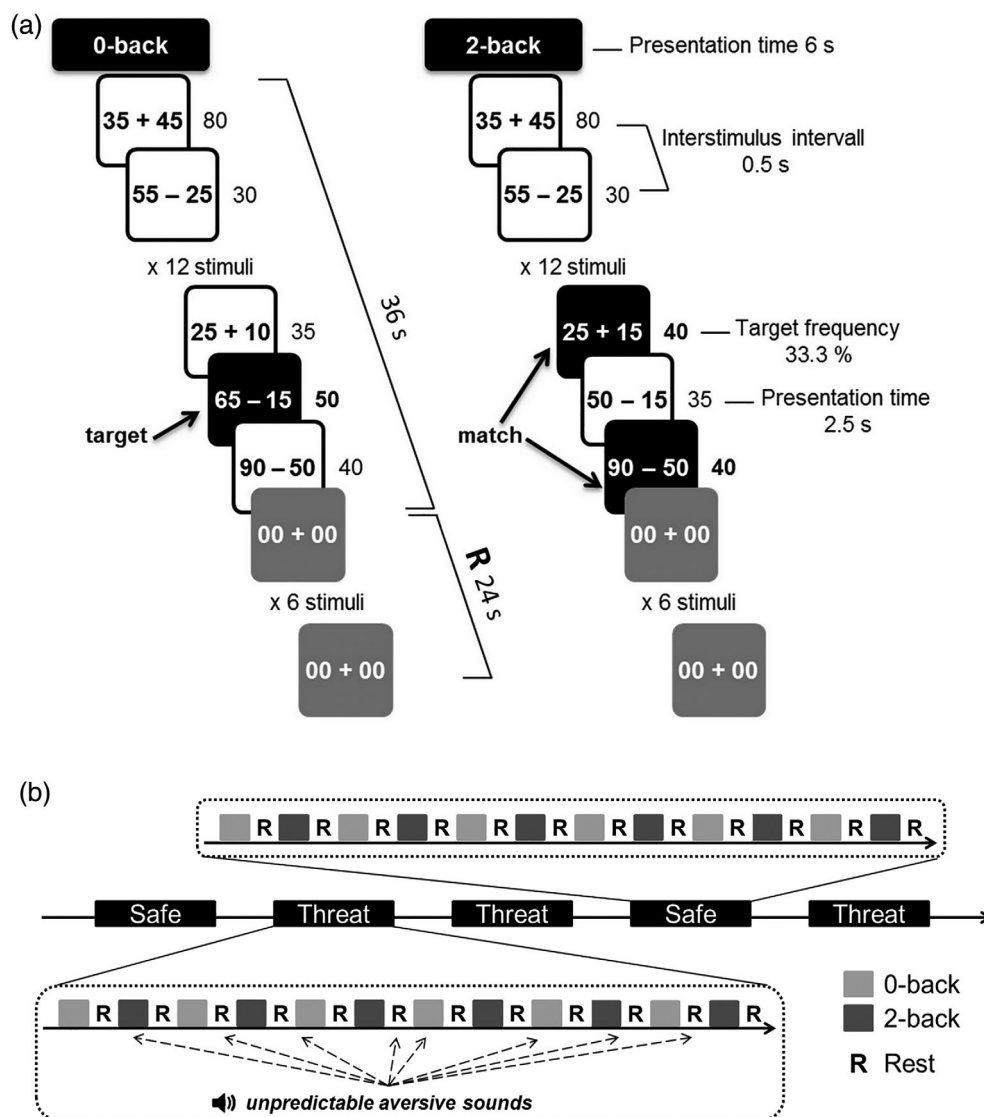 (a)
0-back
2-back
Presentation time 6 s
35 + 45 80
35 + 45 80
Interstimulus intervall
0.5 s
55 – 25 30
55 – 25 30
x 12 stimuli
x 12 stimuli
36 s
25 + 10 35
25 + 15 40
Target frequency
33.3 %
65 – 15 50
50 – 15 35
Presentation time
2.5 s
target
match
90 – 50 40
90 – 50 40
00 + 00
00 + 00
R 24 s
x 6 stimuli
x 6 stimuli
00 + 00
00 + 00
(b)
R R R R R R R R R R R R
Safe Threat Threat Safe Threat
R R R R R R R R R R R R
0-back
2-back
R Rest
unpredictable aversive sounds